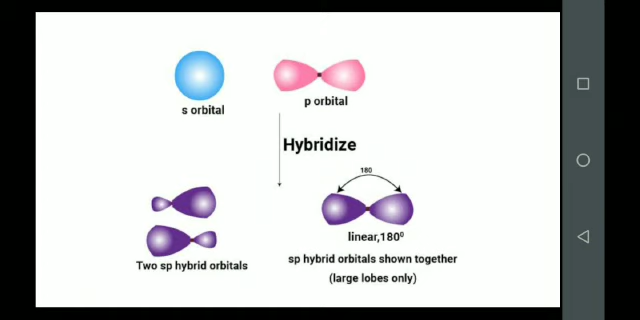 s orbital
p orbital
Hybridize
180
linear,180⁰
Two sp hybrid orbitals
sp hybrid orbitals shown together
(large lobes only)